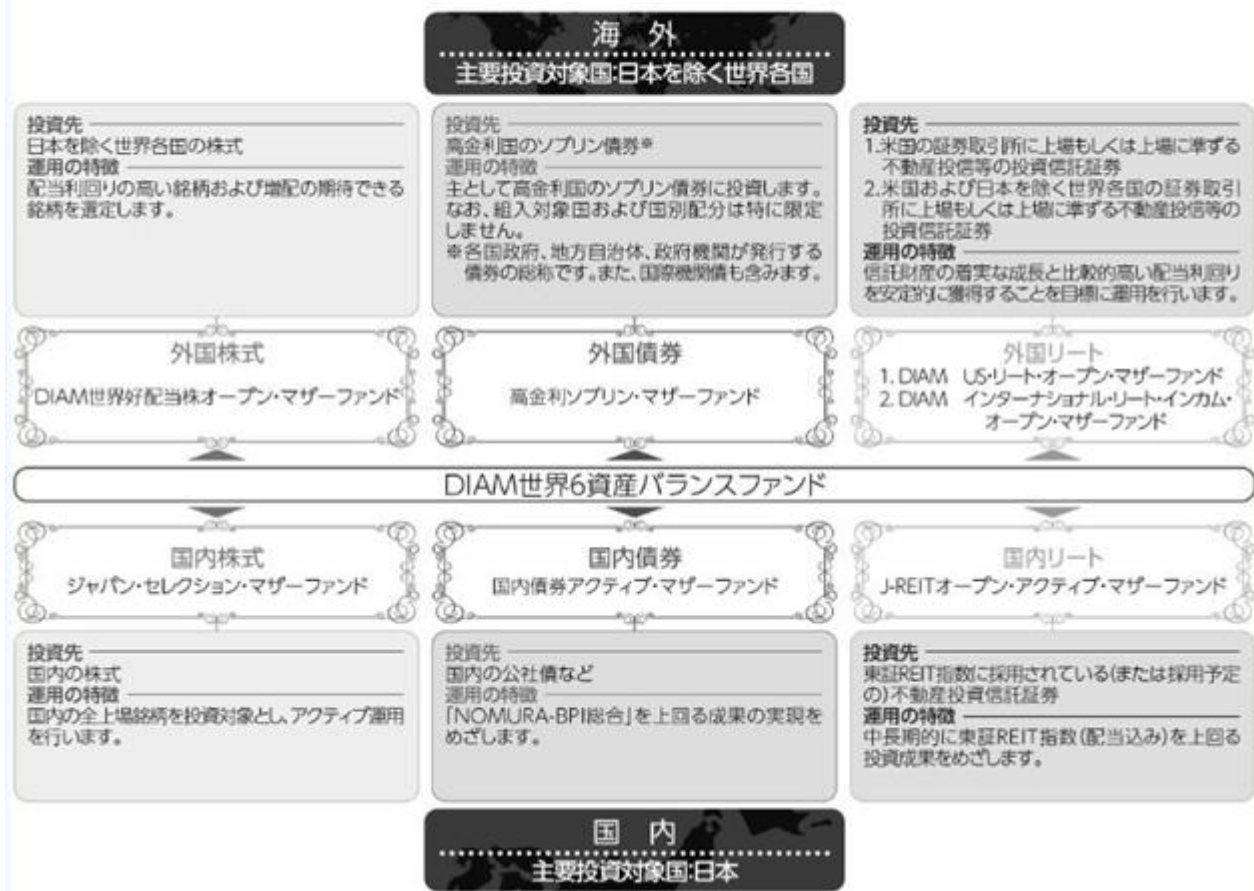 海 外
主要投資対象国:日本を除く世界各国
投資先
日本を除く世界各国の株式
運用の特徴
配当利回りの高い銘柄および増配の期待できる
銘柄を選定します。
投資先
高金利国のソブリン債券※
運用の特徴
主として高金利国のソブリン債券に投資します。
なお、組入対象国および国別配分は特に限定
しません。
※各国政府、地方自治体、政府機関が発行する
債券の総称です。また、国際機関債も含みます。
投資先
1.米国の証券取引所に上場もしくは上場に準ずる
不動産投信等の投資信託証券
2.米国および日本を除く世界各国の証券取引
所に上場もしくは上場に準ずる不動産投信等の
投資信託証券
運用の特徴
信託財産の着実な成長と比較的高い配当利回り
を安定的に獲得することを目標に運用を行います。
外国株式
DIAM世界好配当株オープン・マザーファンド
外国債券
高金利ソブリン・マザーファンド
外国リート
1. DIAM US・リート・オープン・マザーファンド
2. DIAM インターナショナル・リート・インカム・
オープン・マザーファンド
DIAM世界6資産バランスファンド
国内株式
ジャパン・セレクション・マザーファンド
国内債券
国内債券アクティブ・マザーファンド
国内リート
J-REITオープン・アクティブ・マザーファンド
投資先
国内の株式
運用の特徴
国内の全上場銘柄を投資対象とし、アクティブ運用
を行います。
投資先
国内の公社債など
運用の特徴
「NOMURA-BPI総合」を上回る成果の実現を
めざします。
投資先
東証REIT指数に採用されている(または採用予定
の)不動産投資信託証券
運用の特徴
中長期的に東証REIT指数(配当込み)を上回る
投資成果をめざします。
国 内
主要投資対象国:日本